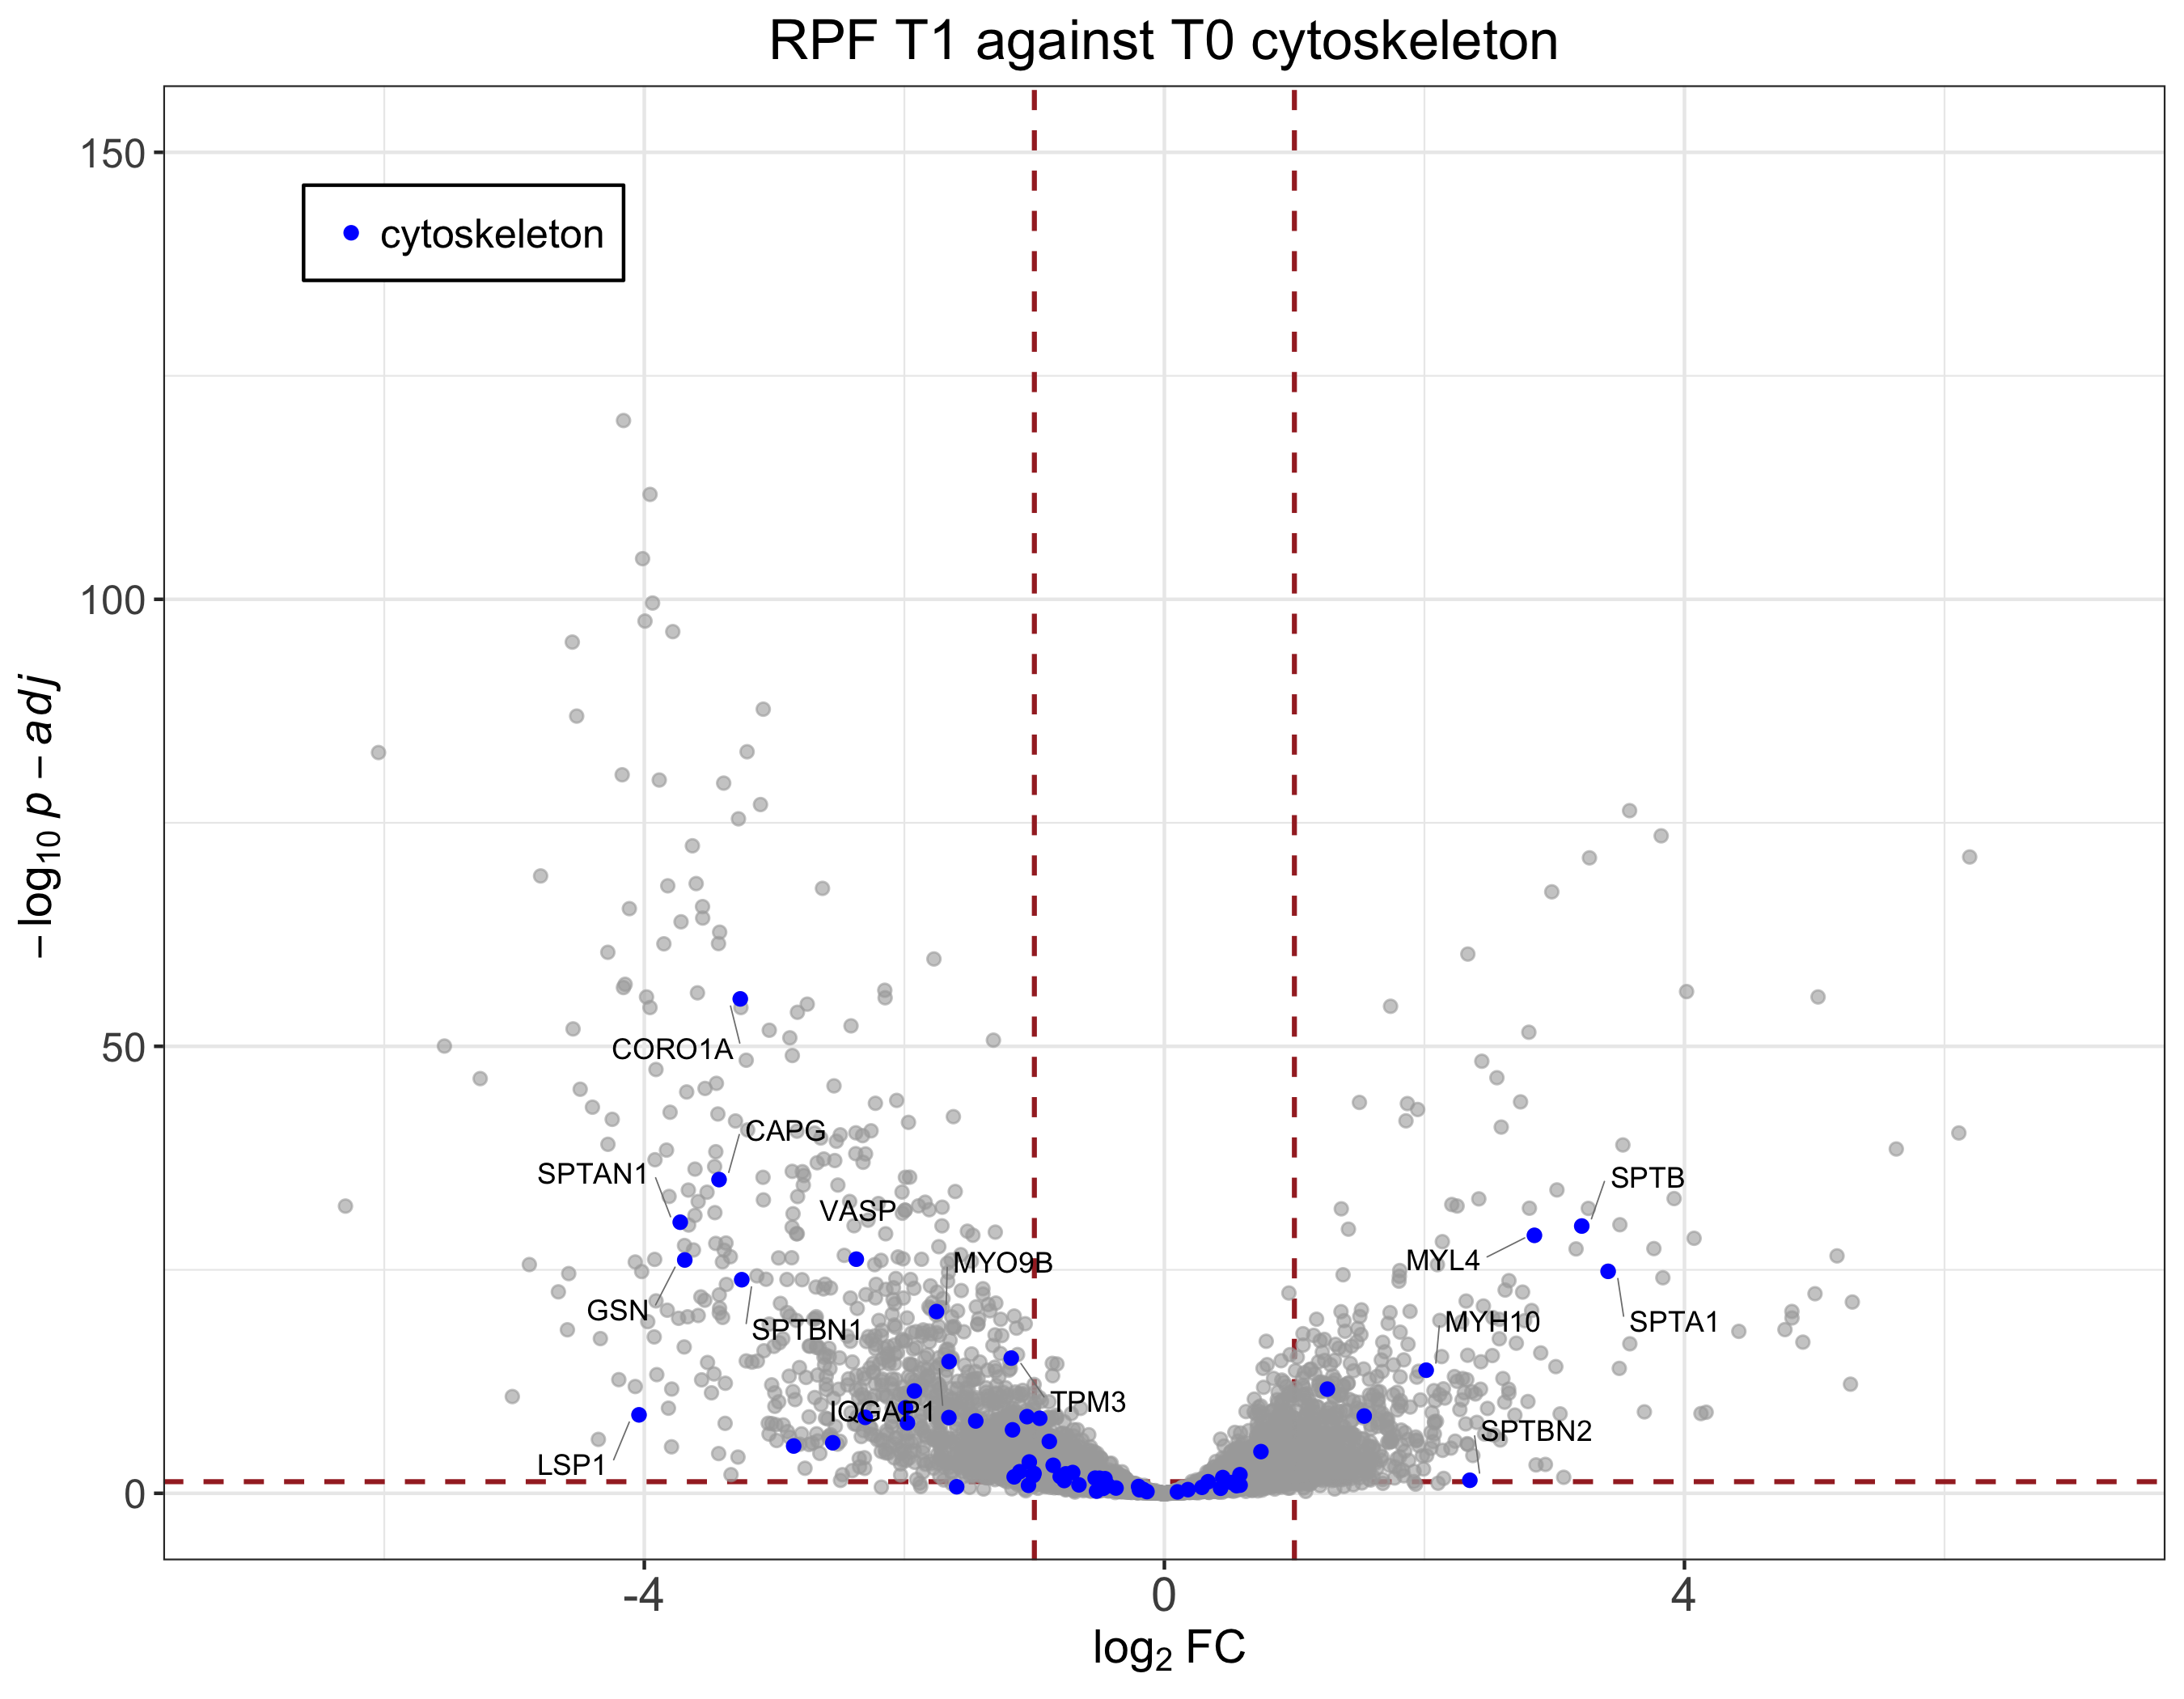 RPF T1 against T0 cytoskeleton
150
cytoskeleton
100
−log10 p − adj
50
CORO1A
CAPG
SPTAN1
SPTB
VASP
MYL4
MYO9B
GSN
SPTBN1
MYH10
SPTA1
TPM3
IQGAP1
SPTBN2
LSP1
0
-4
0
4
log2 FC